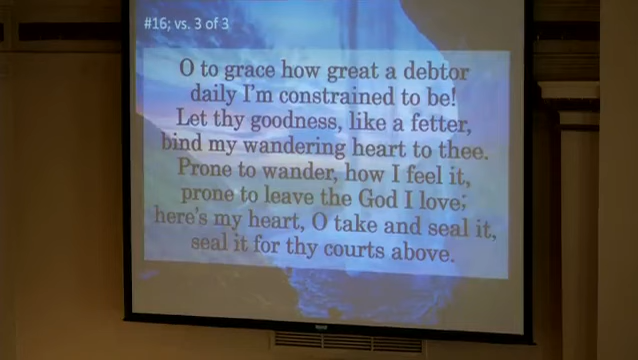 #16; vs. 3 of 3
O to grace how great a debtor
daily I'm constrained to be!
Let thy goodness, like a fetter,
bind my wandering heart to thee.
Prone to wander, how I feel it,
prone to leave the God I love;
here's my heart, O take and seal it,
seal it for thy courts above.